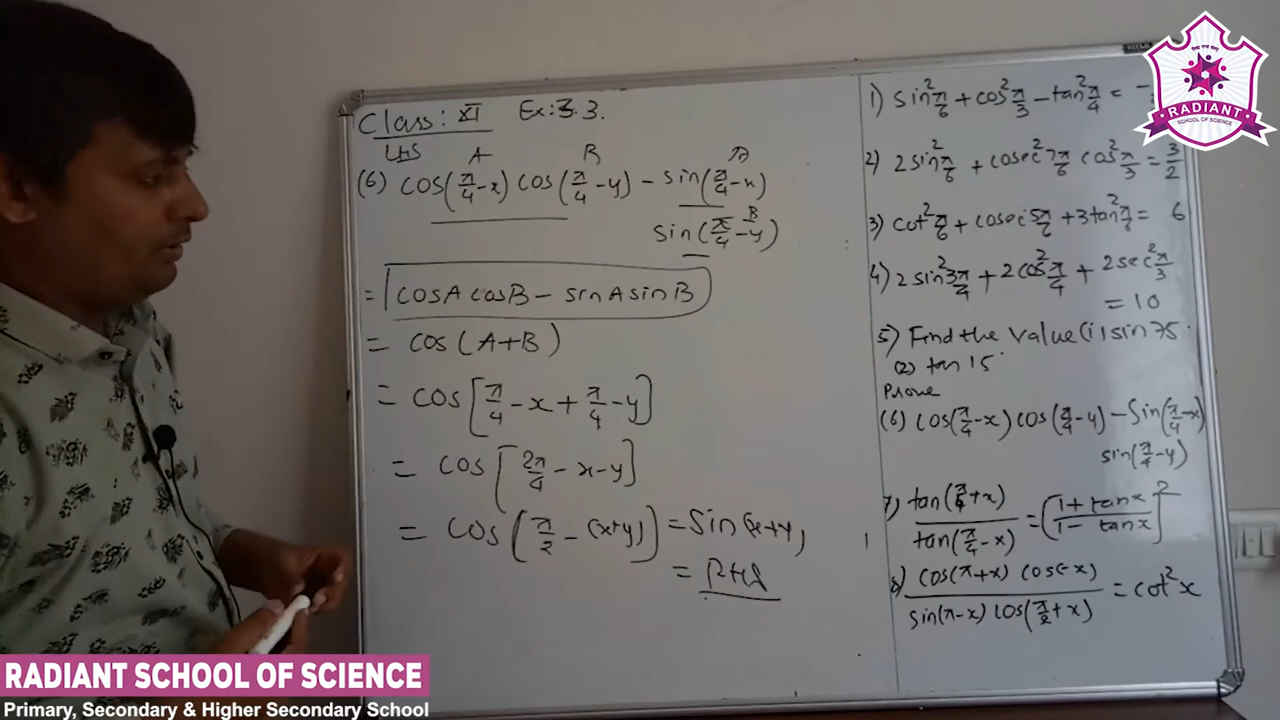 Class: XI Ex: 3.3.
LHS A B A
(6) cos(π/4 - x) cos(π/4 - y) - sin(π/4 - x)
B
sin(π/4 - y)
= cosA cosB - sinA sinB
= cos(A+B)
= cos[π/4 - x + π/4 - y]
= cos[2π/4 - x - y]
= cos(π/2 - (x+y)) = sin(x+y)
= RHS
1) sin²π/6 + cos²π/3 - tan²π/4 = -
2) 2sin²π/6 + cosec²7π/6 cos²π/3 = 3/2
3) cot²π/6 + cosec5π/6 + 3tan²π/6 = 6
4) 2sin²3π/4 + 2cos²π/4 + 2sec²π/3
= 10
5) Find the value (1) sin 75
(2) tan 15°
Prove
(6) cos(π/4 - x) cos(π/4 - y) - Sin(π/4 - x)
sin(π/4 - y)
7) tan(π/4 + x)/tan(π/4 - x) = [1 + tanx/1 - tanx]²
8) cos(π+x) cos(-x)/sin(π-x) cos(π/2 + x) = cot²x
RADIANT
SCHOOL OF SCIENCE
RADIANT SCHOOL OF SCIENCE
Primary, Secondary & Higher Secondary School